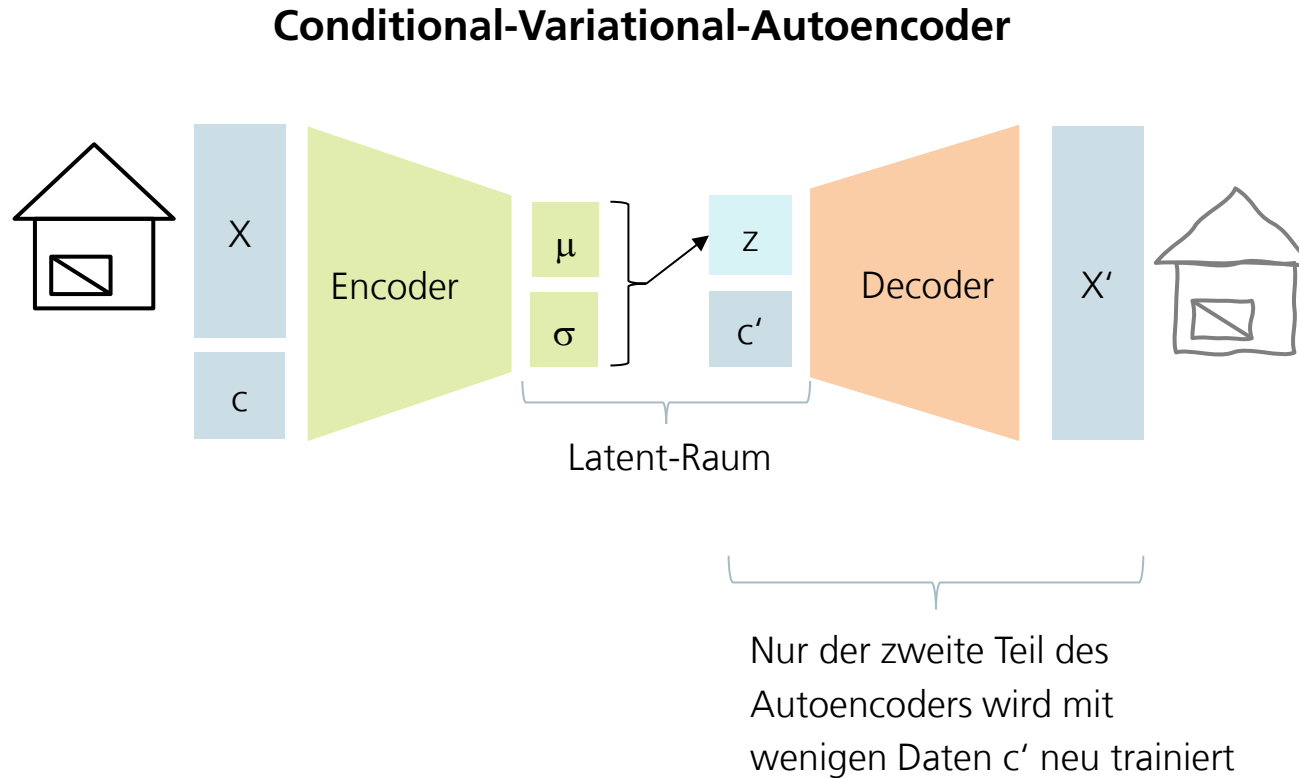 Conditional-Variational-Autoencoder
X
c
Encoder
μ
σ
z
c‘
Decoder
X‘
Latent-Raum
Nur der zweite Teil des
Autoencoders wird mit
wenigen Daten c‘ neu trainiert